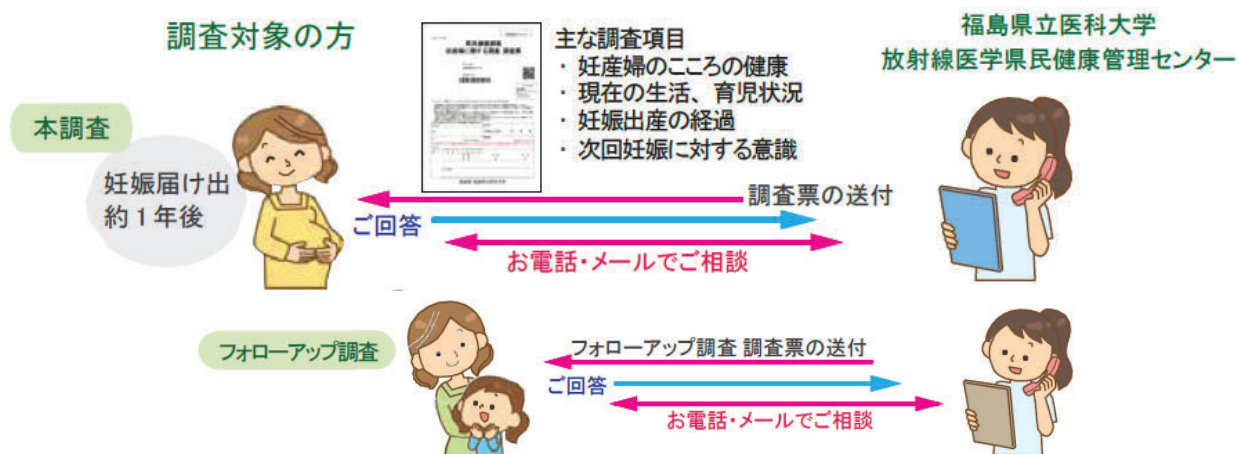 調査対象の方
主な調査項目
・ 妊産婦のこころの健康
・ 現在の生活、育児状況
・ 妊娠出産の経過
・ 次回妊娠に対する意識
福島県立医科大学
放射線医学県民健康管理センター
本調査
妊娠届け出
約1年後
調査票の送付
ご回答
お電話・メールでご相談
フォローアップ調査
フォローアップ調査 調査票の送付
ご回答
お電話・メールでご相談